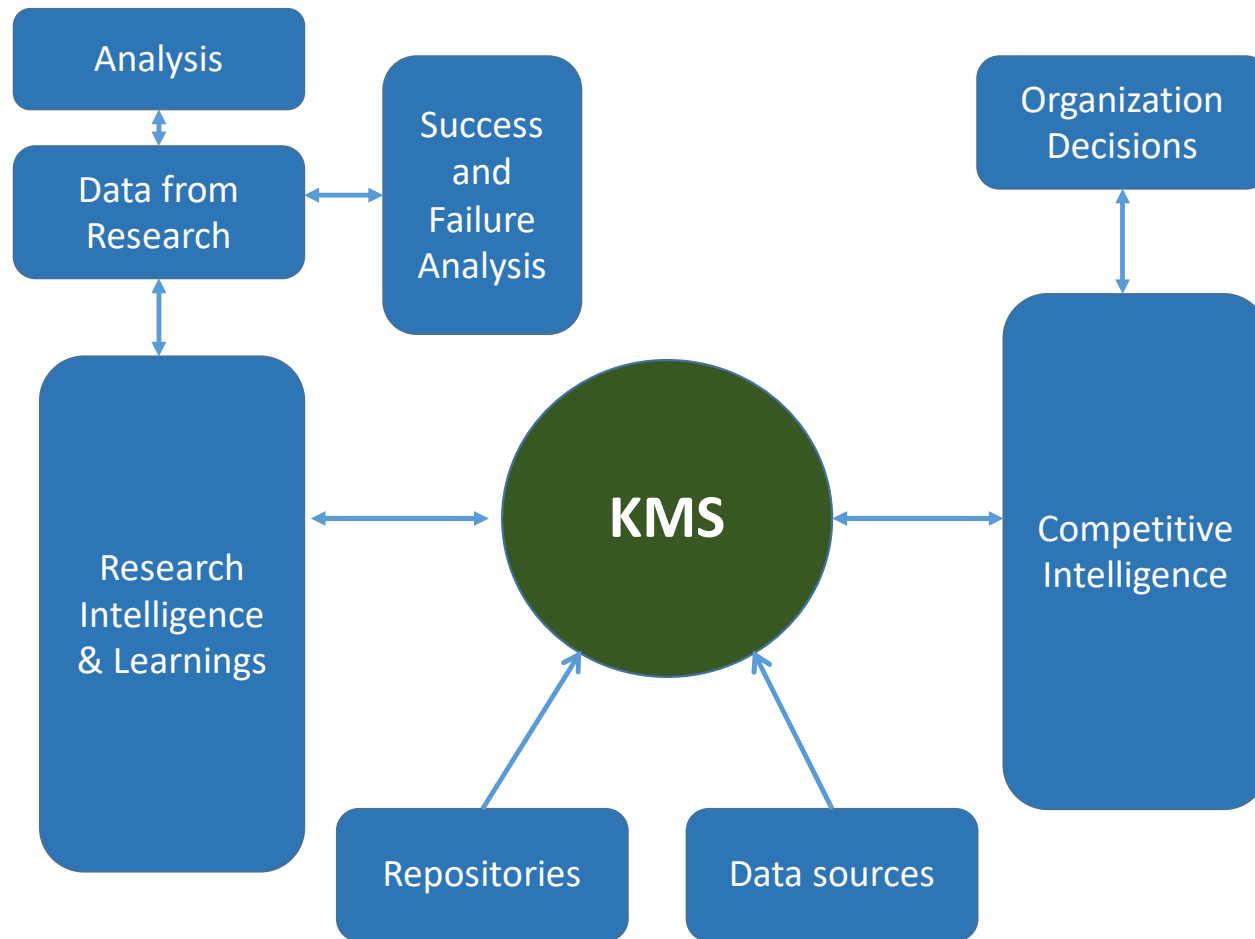 Analysis
Data from
Research
Success
and
Failure
Analysis
Organization
Decisions
KMS
Research
Intelligence
& Learnings
Competitive
Intelligence
Repositories
Data sources